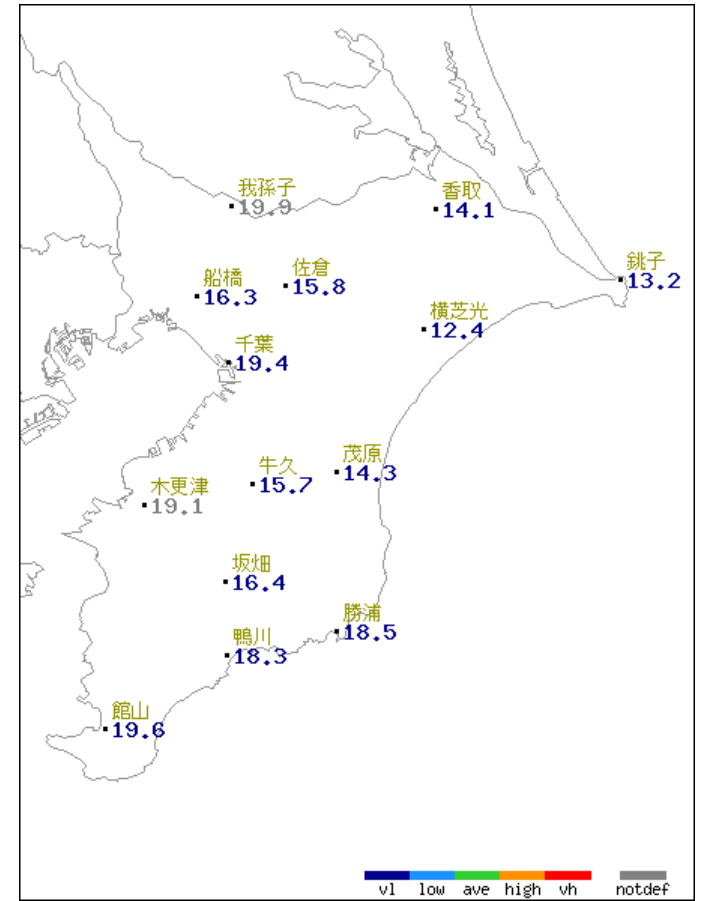 我孫子
19.9
香取
14.1
銚子
13.2
船橋
16.3
佐倉
15.8
横芝光
12.4
千葉
19.4
茂原
14.3
牛久
15.7
木更津
19.1
坂畑
16.4
勝浦
18.5
鴨川
18.3
館山
19.6
vl low ave high vh notdef